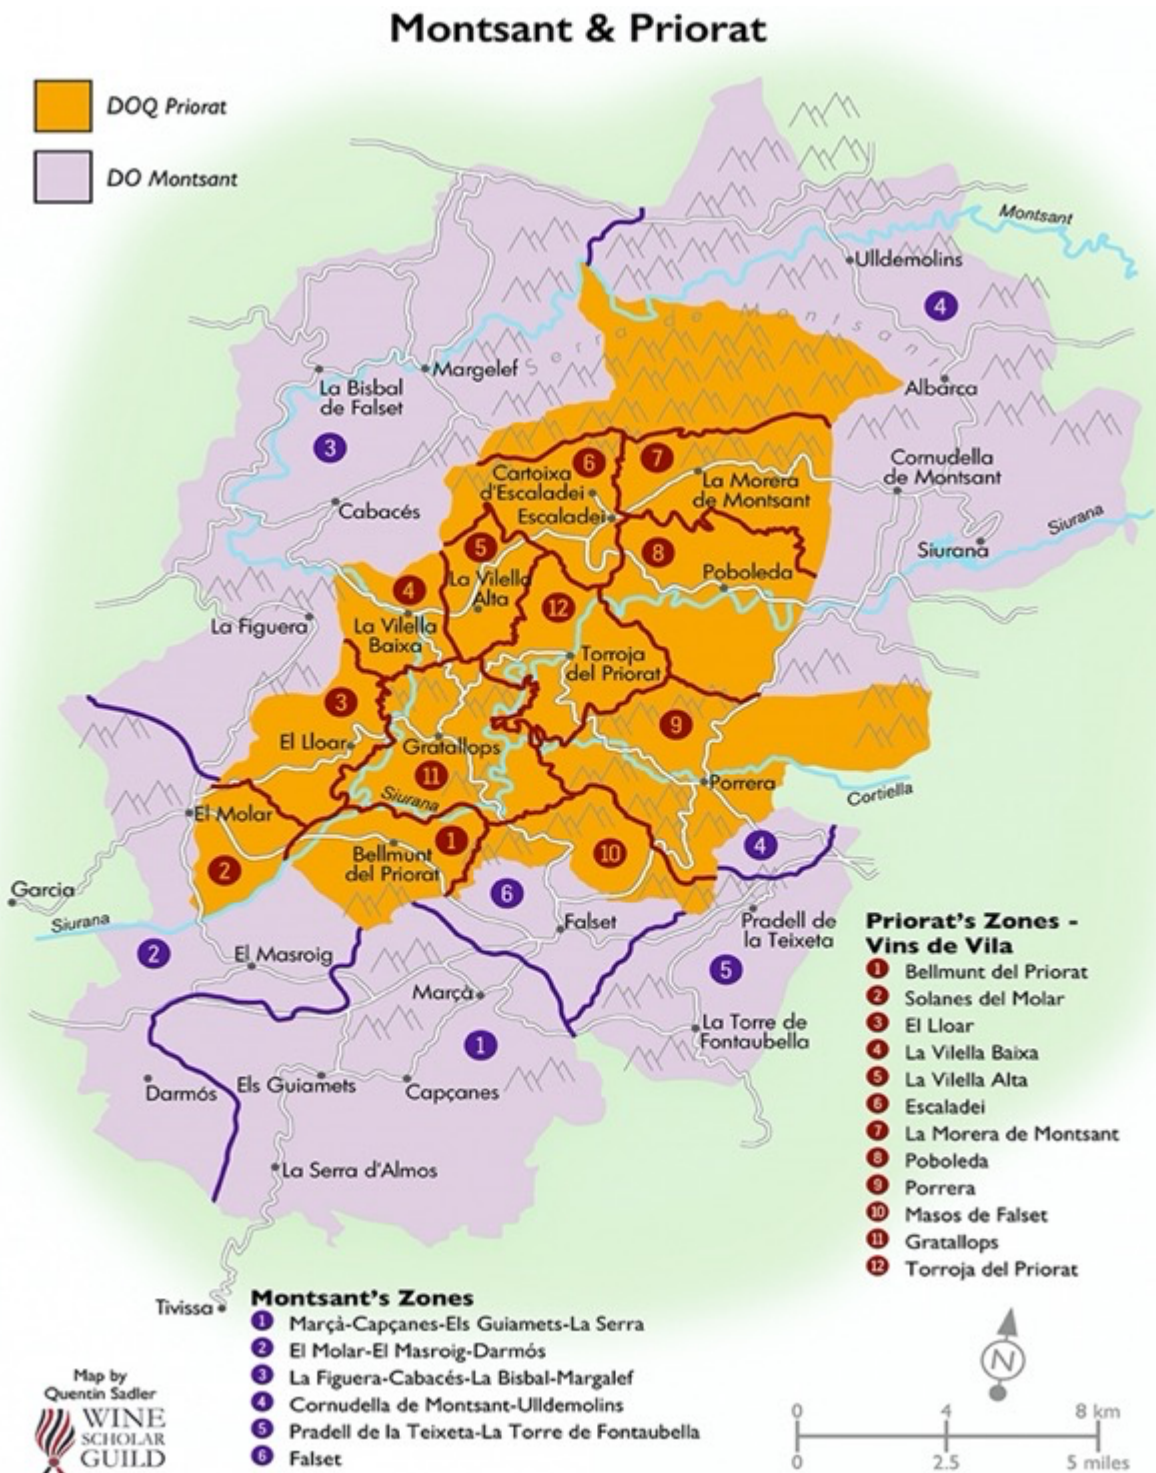 Montsant & Priorat
DOQ Priorat
DO Montsant
Montsant
Ulldemolins
4
Serra de Montsant
Margelef
La Bisbal
de Falset
Albarca
3
Cornudella
de Montsant
6
7
Cartoixa
d'Escaladei
La Morera
de Montsant
Cabacés
Escaladei
Siurana
Siurana
5
8
La Vilella
Alta
Poboleda
4
12
La Figuera
La Vilella
Baixa
Torroja
del Priorat
3
9
El Lloar
Gratallops
11
Porrera
Cortiella
Siurana
El Molar
1
4
Bellmunt
del Priorat
10
2
Garcia
6
Siurana
Falset
Pradell de
la Teixeta
2
El Masroig
5
Marçà
La Torre de
Fontaubella
1
Darmós
Els Guiamets
Capçanes
La Serra d'Almos
Tivissa
Priorat's Zones -
Vins de Vila
1 Bellmunt del Priorat
2 Solanes del Molar
3 El Lloar
4 La Vilella Baixa
5 La Vilella Alta
6 Escaladei
7 La Morera de Montsant
8 Poboleda
9 Porrera
10 Masos de Falset
11 Gratallops
12 Torroja del Priorat
Montsant's Zones
1 Marçà-Capçanes-Els Guiamets-La Serra
2 El Molar-El Masroig-Darmós
3 La Figuera-Cabacés-La Bisbal-Margalef
4 Cornudella de Montsant-Ulldemolins
5 Pradell de la Teixeta-La Torre de Fontaubella
6 Falset
Map by
Quentin Sadler
WINE
SCHOLAR
GUILD
N
0 4 8 km
0 2.5 5 miles